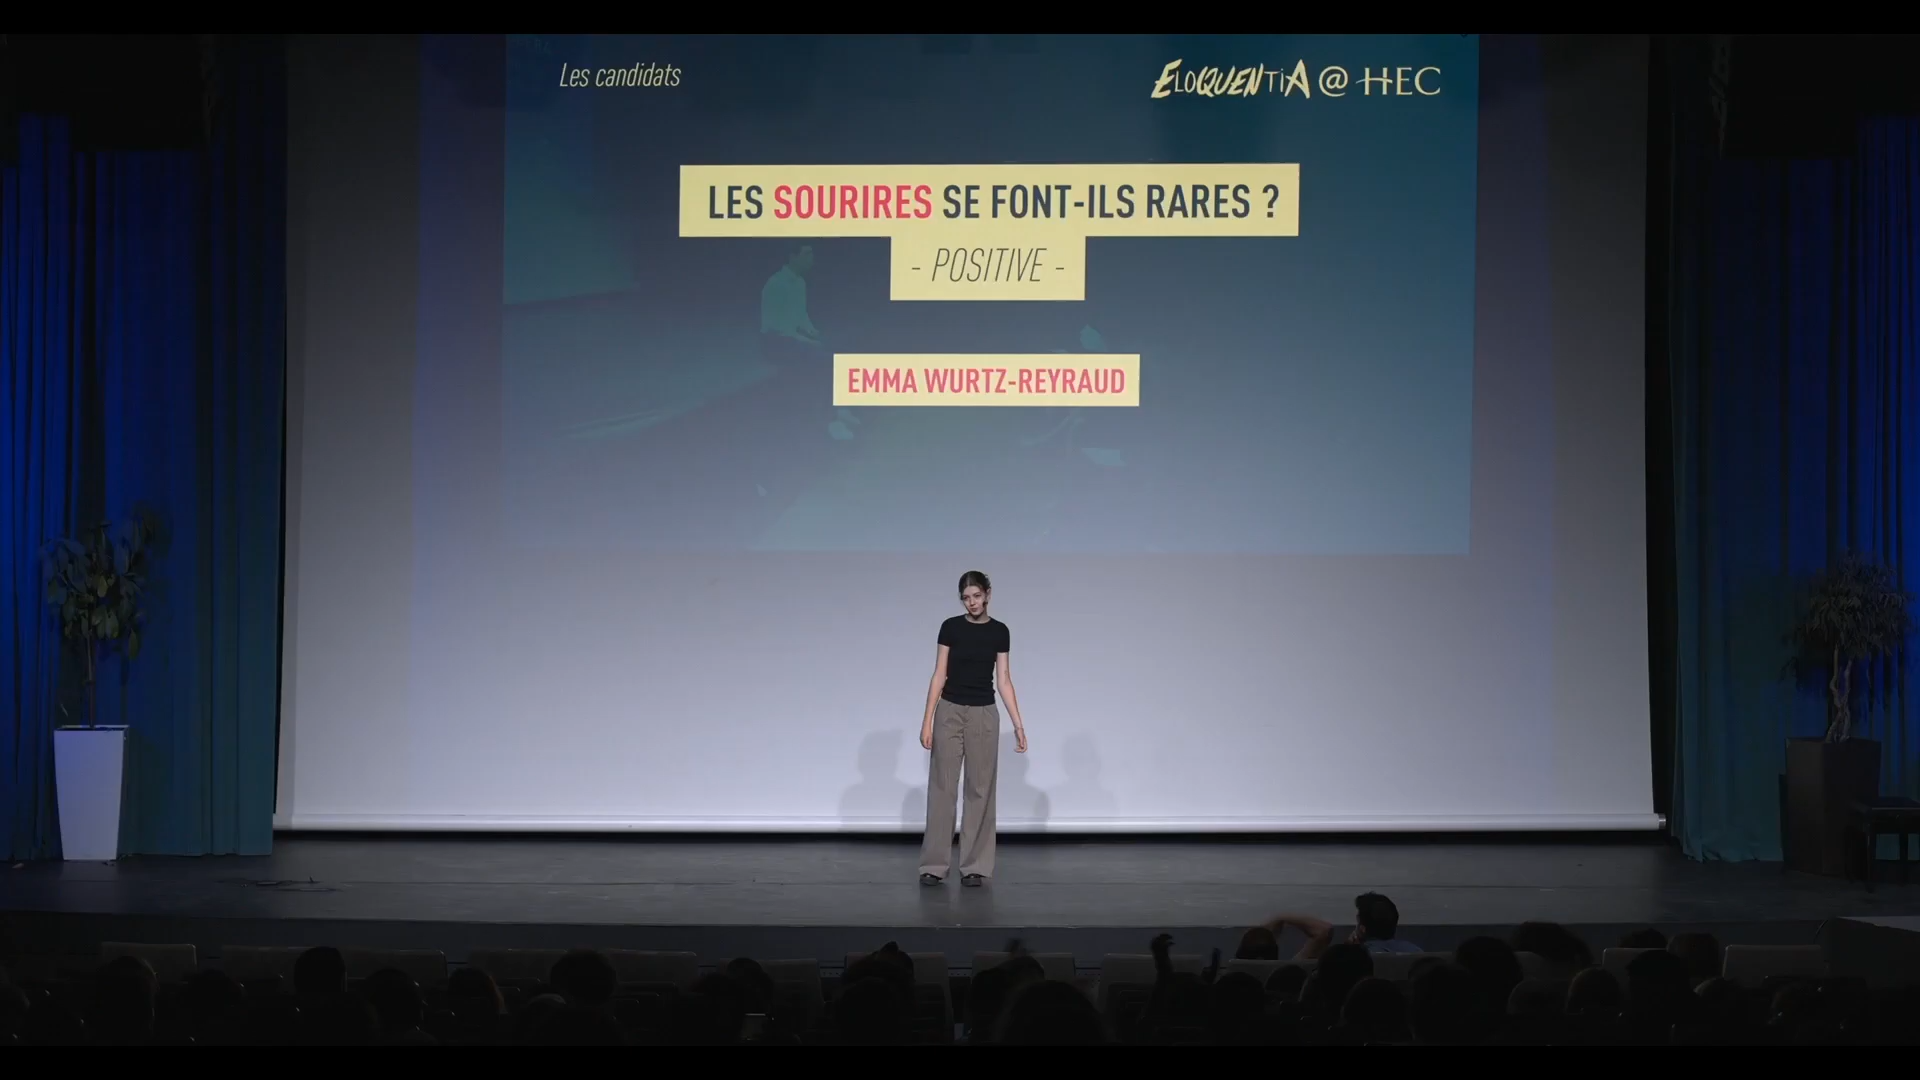 Les candidats
ELOQUENTIA @ HEC
LES SOURIRES SE FONT-ILS RARES ?
- POSITIVE -
EMMA WURTZ-REYRAUD